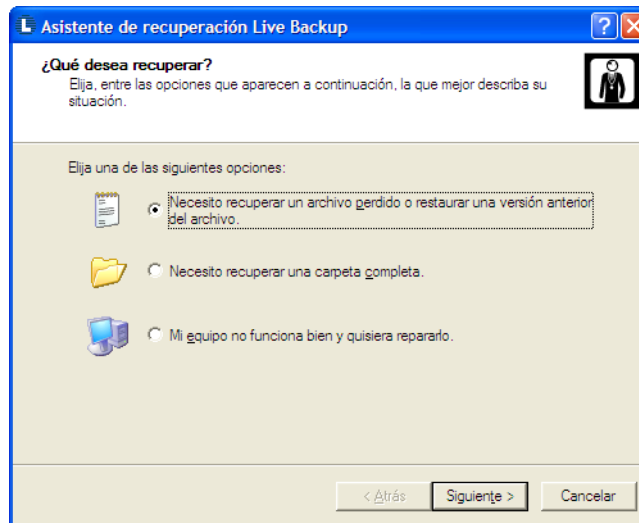 Asistente de recuperación Live Backup
¿Qué desea recuperar?
Elija, entre las opciones que aparecen a continuación, la que mejor describa su
situación.
Elija una de las siguientes opciones:
Necesito recuperar un archivo perdido o restaurar una versión anterior
del archivo.
Necesito recuperar una carpeta completa.
Mi equipo no funciona bien y quisiera repararlo.
< Atrás
Siguiente >
Cancelar